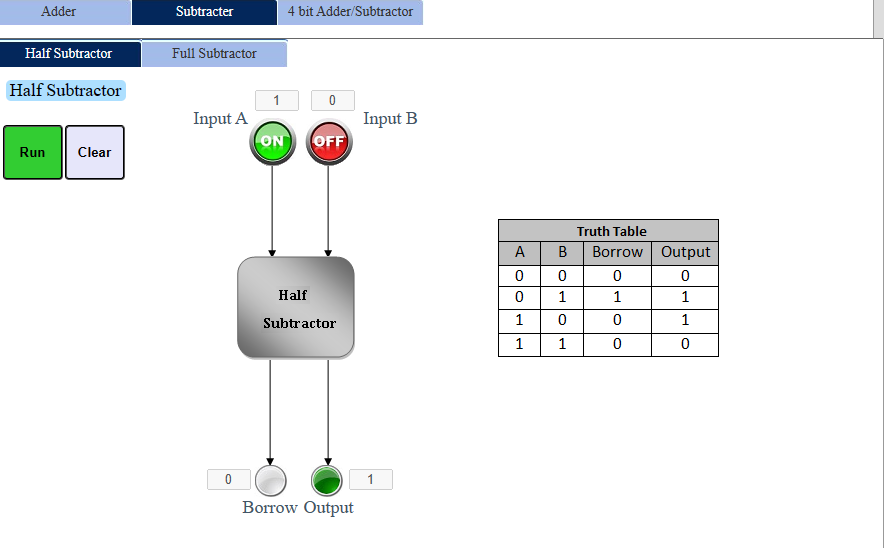 Adder Subtracter 4 bit Adder/Subtractor
Half Subtractor Full Subtractor
Half Subtractor
1 0
Input A Input B
ON OFF
Run Clear
Half
Subtractor
0 1
Borrow Output
Truth Table
A B Borrow Output
0 0 0 0
0 1 1 1
1 0 0 1
1 1 0 0